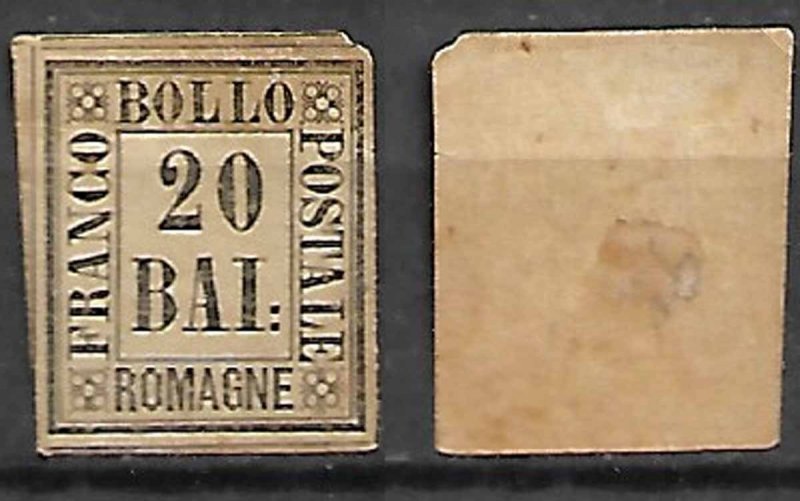 BOLLO
FRANCO
20
BAI:
POSTALE
ROMAGNE